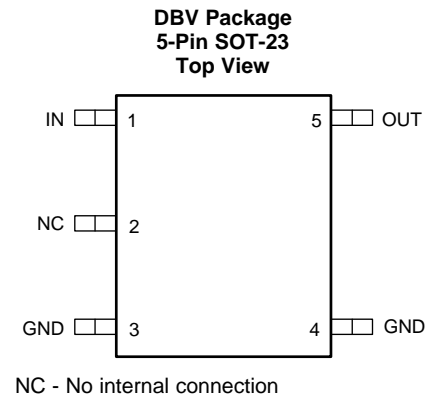 DBV Package
5-Pin SOT-23
Top View
IN 1 5 OUT
NC 2
GND 3 4 GND
NC - No internal connection